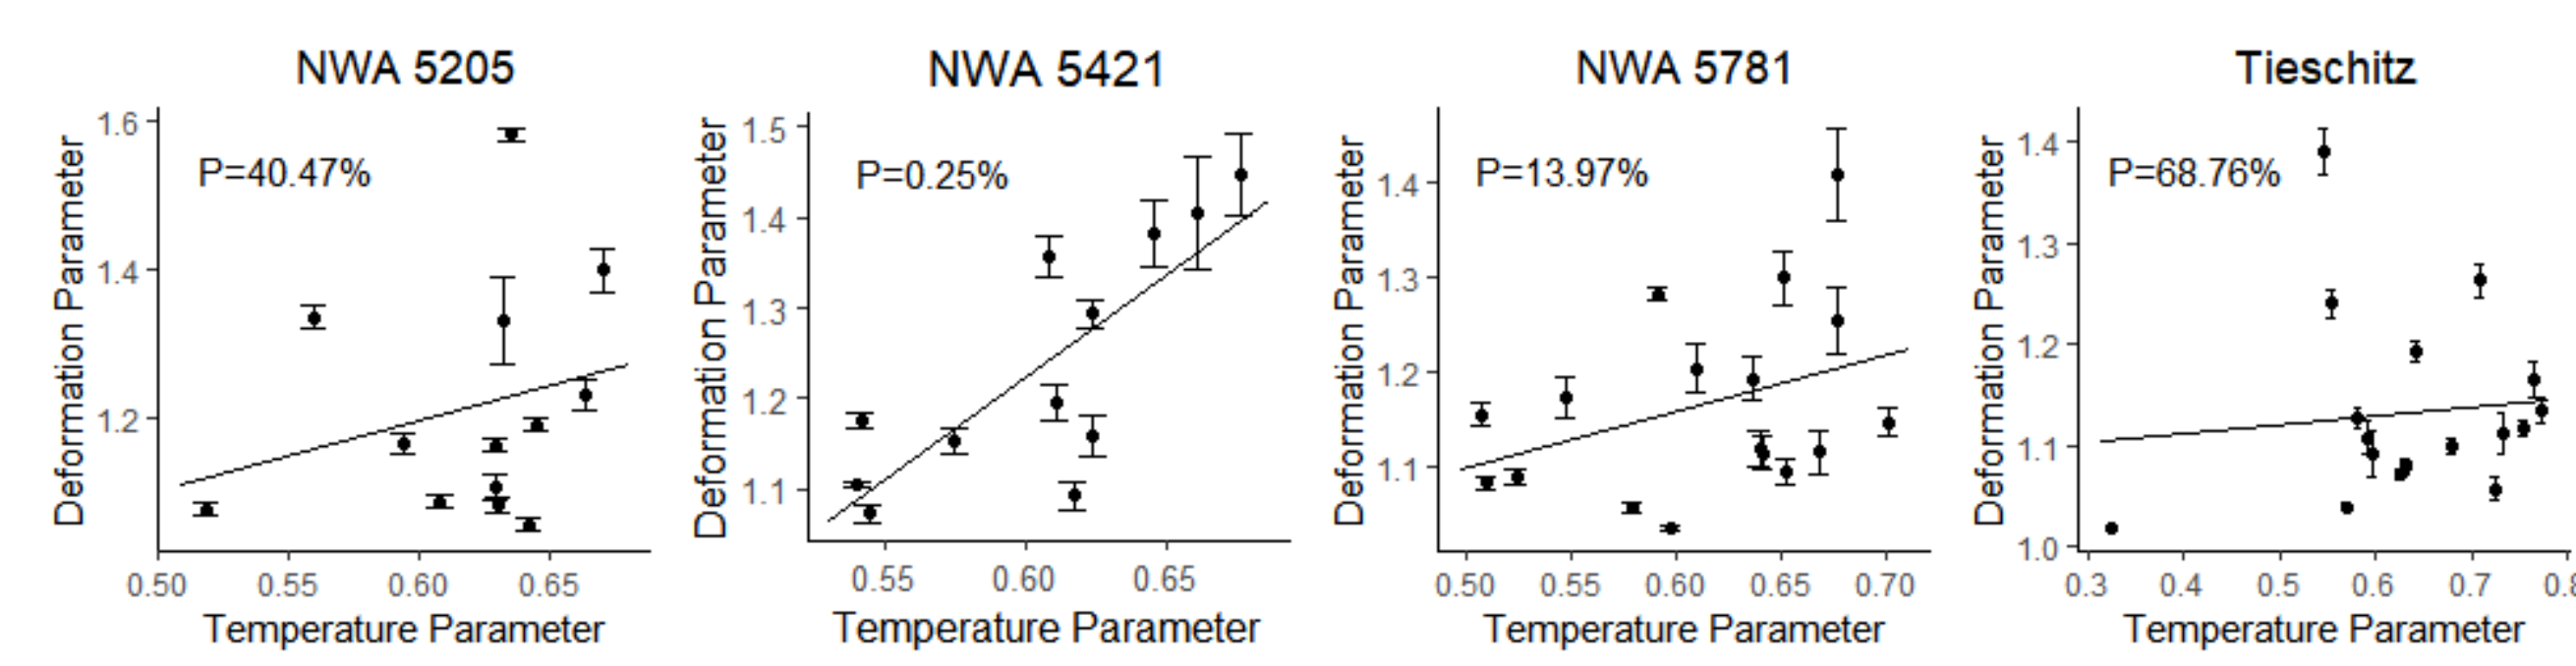 NWA 5205
P=40.47%
Deformation Parameter
1.6
1.4
1.2
0.50 0.55 0.60 0.65
Temperature Parameter
NWA 5421
P=0.25%
Deformation Parameter
1.5
1.4
1.3
1.2
1.1
0.55 0.60 0.65
Temperature Parameter
NWA 5781
P=13.97%
Deformation Parameter
1.4
1.3
1.2
1.1
0.50 0.55 0.60 0.65 0.70
Temperature Parameter
Tieschitz
P=68.76%
Deformation Parameter
1.4
1.3
1.2
1.1
1.0
0.3 0.4 0.5 0.6 0.7 0.8
Temperature Parameter